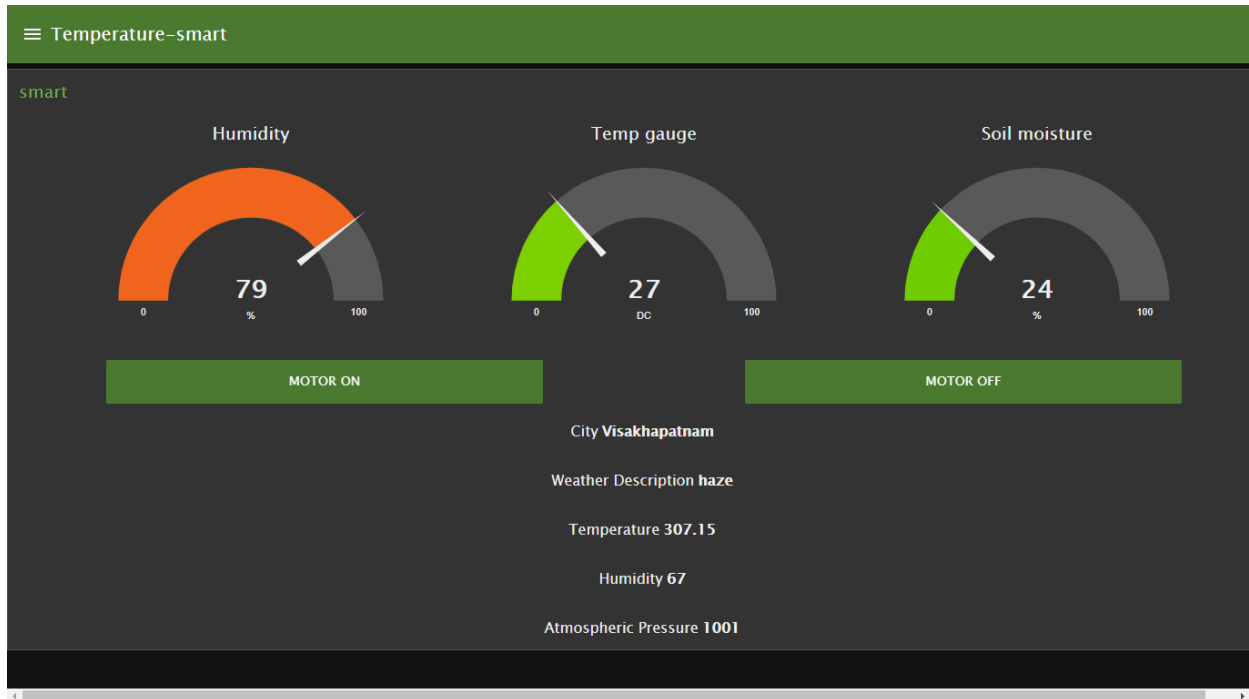 ≡ Temperature-smart
smart
Humidity
79
%
0
100
Temp gauge
27
DC
0
100
Soil moisture
24
%
0
100
MOTOR ON
MOTOR OFF
City Visakhapatnam
Weather Description haze
Temperature 307.15
Humidity 67
Atmospheric Pressure 1001